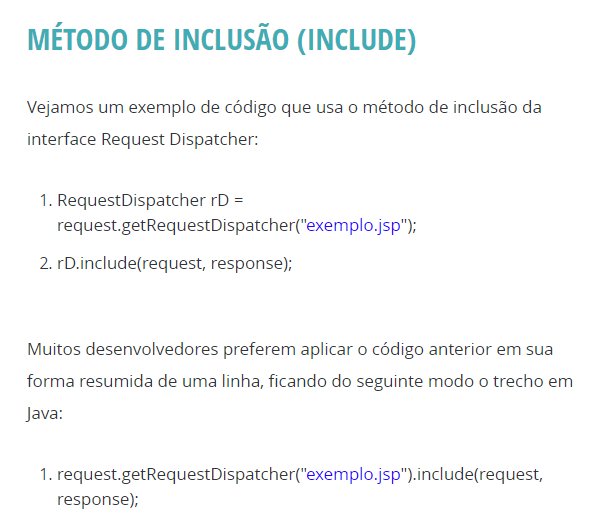 MÉTODO DE INCLUSÃO (INCLUDE)
Vejamos um exemplo de código que usa o método de inclusão da
interface Request Dispatcher:
1. RequestDispatcher rD =
request.getRequestDispatcher("exemplo.jsp");
2. rD.include(request, response);
Muitos desenvolvedores preferem aplicar o código anterior em sua
forma resumida de uma linha, ficando do seguinte modo o trecho em
Java:
1. request.getRequestDispatcher("exemplo.jsp").include(request,
response);